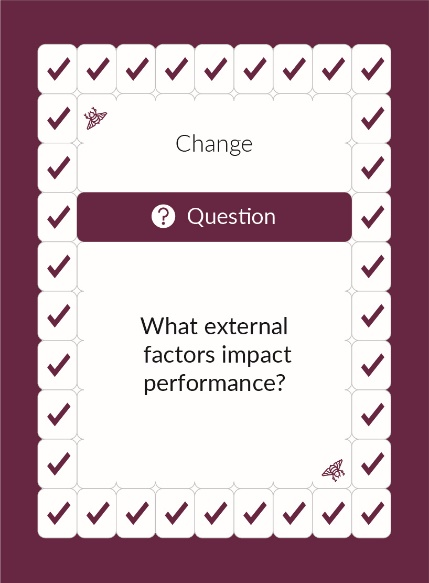 Change
? Question
What external
factors impact
performance?